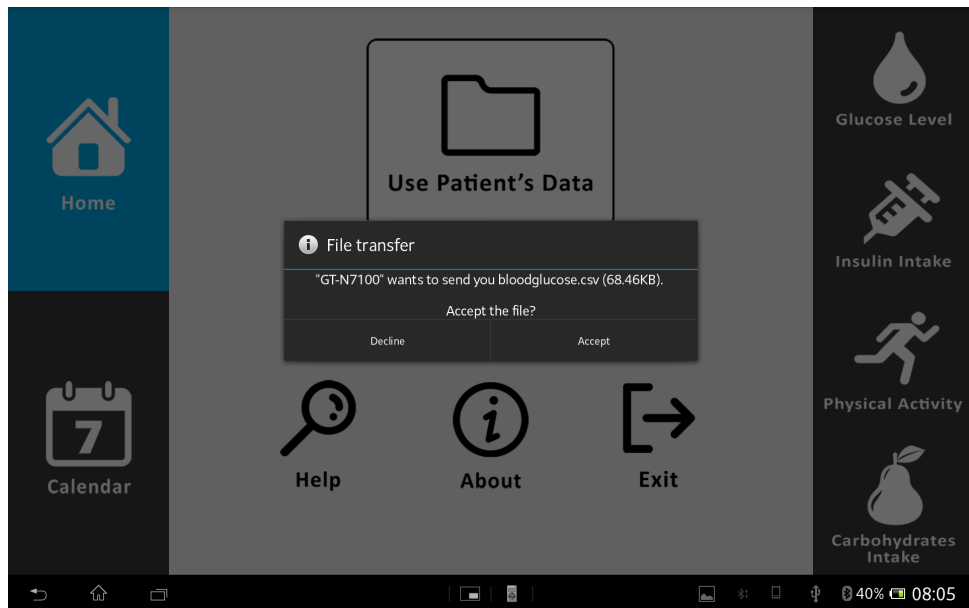 Home
7
Calendar
Use Patient's Data
File transfer
"GT-N7100" wants to send you bloodglucose.csv (68.46KB).
Accept the file?
Decline
Accept
Help
About
Exit
Glucose Level
Insulin Intake
Physical Activity
Carbohydrates
Intake
40% 08:05